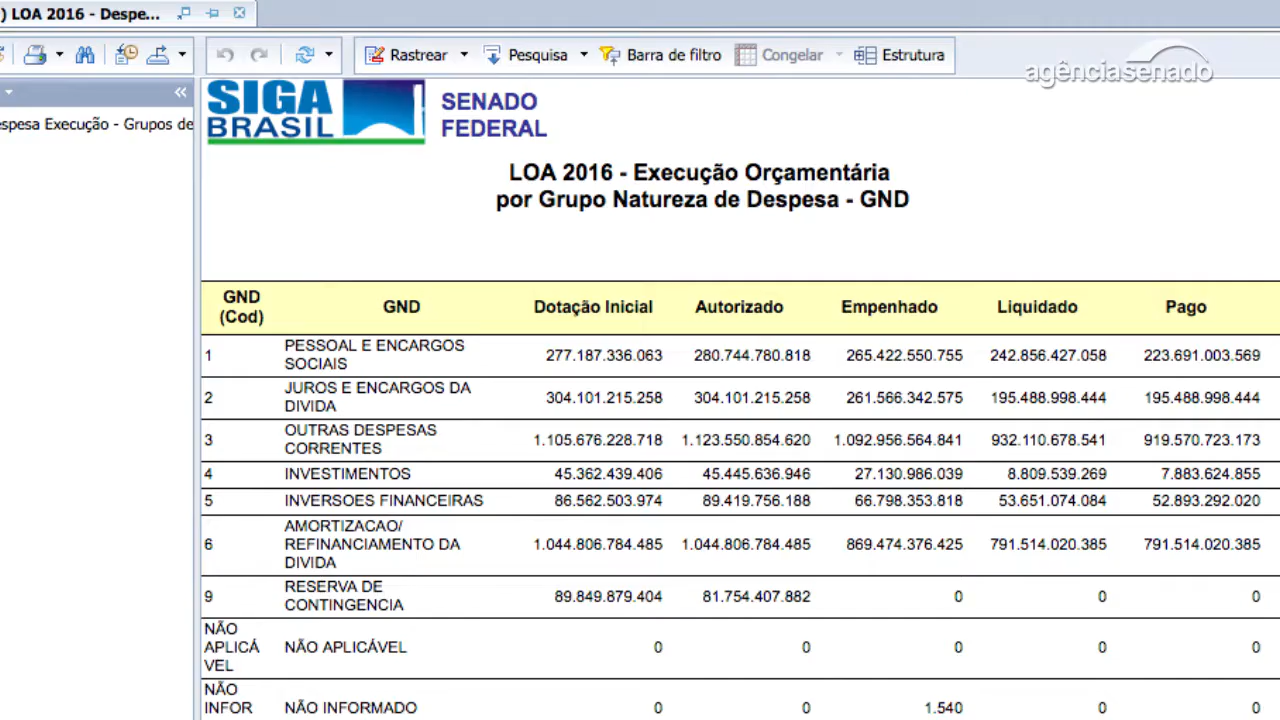 ) LOA 2016 - Despe...
Rastrear Pesquisa Barra de filtro Congelar Estrutura
agênciasenado
espesa Execução - Grupos de
SIGA BRASIL
SENADO
FEDERAL
LOA 2016 - Execução Orçamentária
por Grupo Natureza de Despesa - GND
GND (Cod) GND Dotação Inicial Autorizado Empenhado Liquidado Pago
1 PESSOAL E ENCARGOS SOCIAIS 277.187.336.063 280.744.780.818 265.422.550.755 242.856.427.058 223.691.003.569
2 JUROS E ENCARGOS DA DIVIDA 304.101.215.258 304.101.215.258 261.566.342.575 195.488.998.444 195.488.998.444
3 OUTRAS DESPESAS CORRENTES 1.105.676.228.718 1.123.550.854.620 1.092.956.564.841 932.110.678.541 919.570.723.173
4 INVESTIMENTOS 45.362.439.406 45.445.636.946 27.130.986.039 8.809.539.269 7.883.624.855
5 INVERSOES FINANCEIRAS 86.562.503.974 89.419.756.188 66.798.353.818 53.651.074.084 52.893.292.020
6 AMORTIZACAO/ REFINANCIAMENTO DA DIVIDA 1.044.806.784.485 1.044.806.784.485 869.474.376.425 791.514.020.385 791.514.020.385
9 RESERVA DE CONTINGENCIA 89.849.879.404 81.754.407.882 0 0 0
NÃO APLICÁ VEL NÃO APLICÁVEL 0 0 0 0 0
NÃO INFOR NÃO INFORMADO 0 0 1.540 0 0